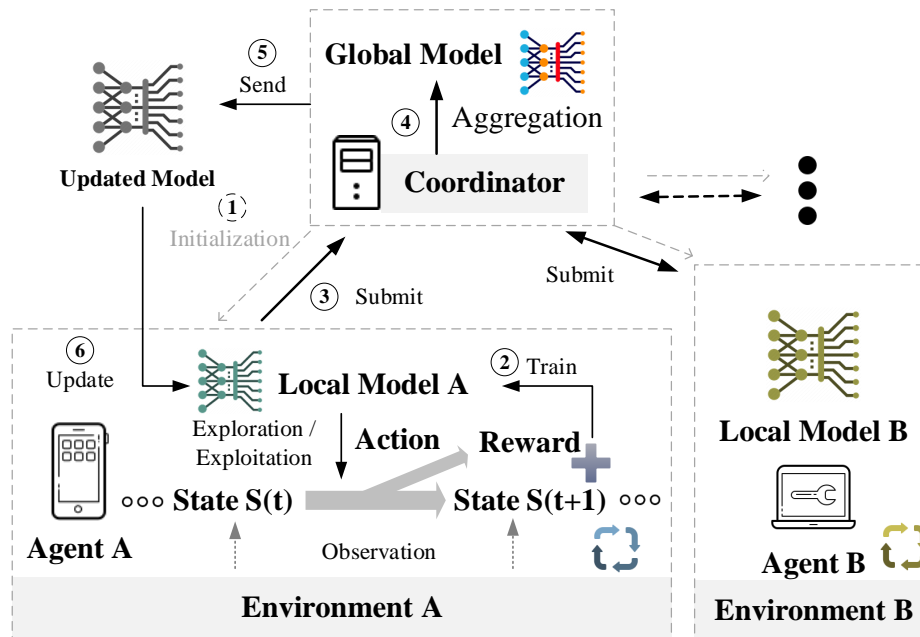 5
Send
Global Model
4
Aggregation
Coordinator
Updated Model
1
Initialization
3
Submit
Submit
6
Update
2
Train
Local Model A
Exploration /
Exploitation
Action
Reward
State S(t)
State S(t+1)
Agent A
Observation
Environment A
Local Model B
Agent B
Environment B